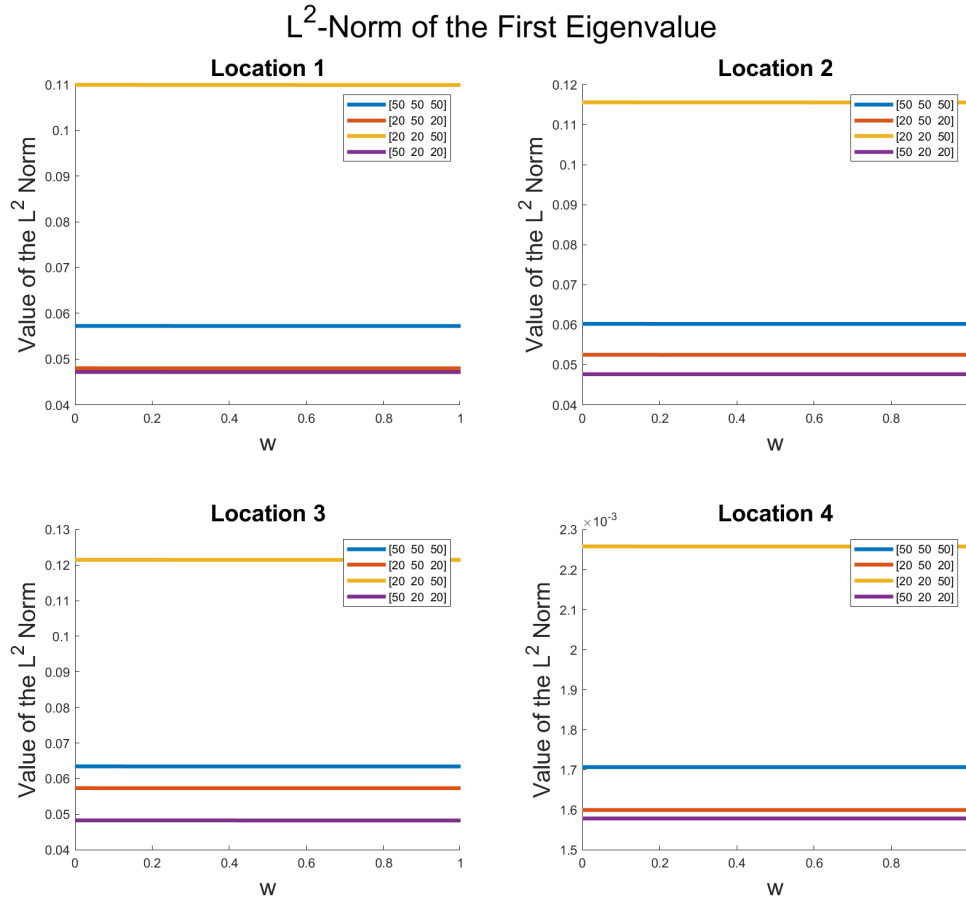 L2-Norm of the First Eigenvalue
Location 1
Value of the L2 Norm
0.11
0.1
0.09
0.08
0.07
0.06
0.05
0.04
0 0.2 0.4 0.6 0.8 1
w
[50 50 50]
[20 50 20]
[20 20 50]
[50 20 20]
Location 2
Value of the L2 Norm
0.12
0.11
0.1
0.09
0.08
0.07
0.06
0.05
0.04
0 0.2 0.4 0.6 0.8
w
[50 50 50]
[20 50 20]
[20 20 50]
[50 20 20]
Location 3
Value of the L2 Norm
0.13
0.12
0.11
0.1
0.09
0.08
0.07
0.06
0.05
0.04
0 0.2 0.4 0.6 0.8 1
w
[50 50 50]
[20 50 20]
[20 20 50]
[50 20 20]
Location 4
×10-3
Value of the L2 Norm
2.3
2.2
2.1
2
1.9
1.8
1.7
1.6
1.5
0 0.2 0.4 0.6 0.8
w
[50 50 50]
[20 50 20]
[20 20 50]
[50 20 20]